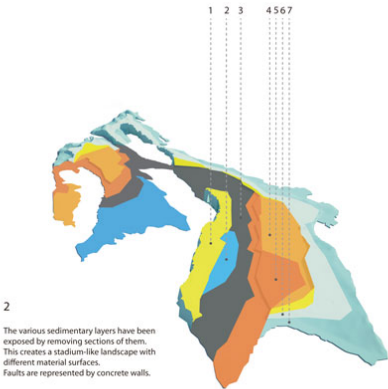 1 2 3 4 5 6 7
2
The various sedimentary layers have been
exposed by removing sections of them.
This creates a stadium-like landscape with
different material surfaces.
Faults are represented by concrete walls.